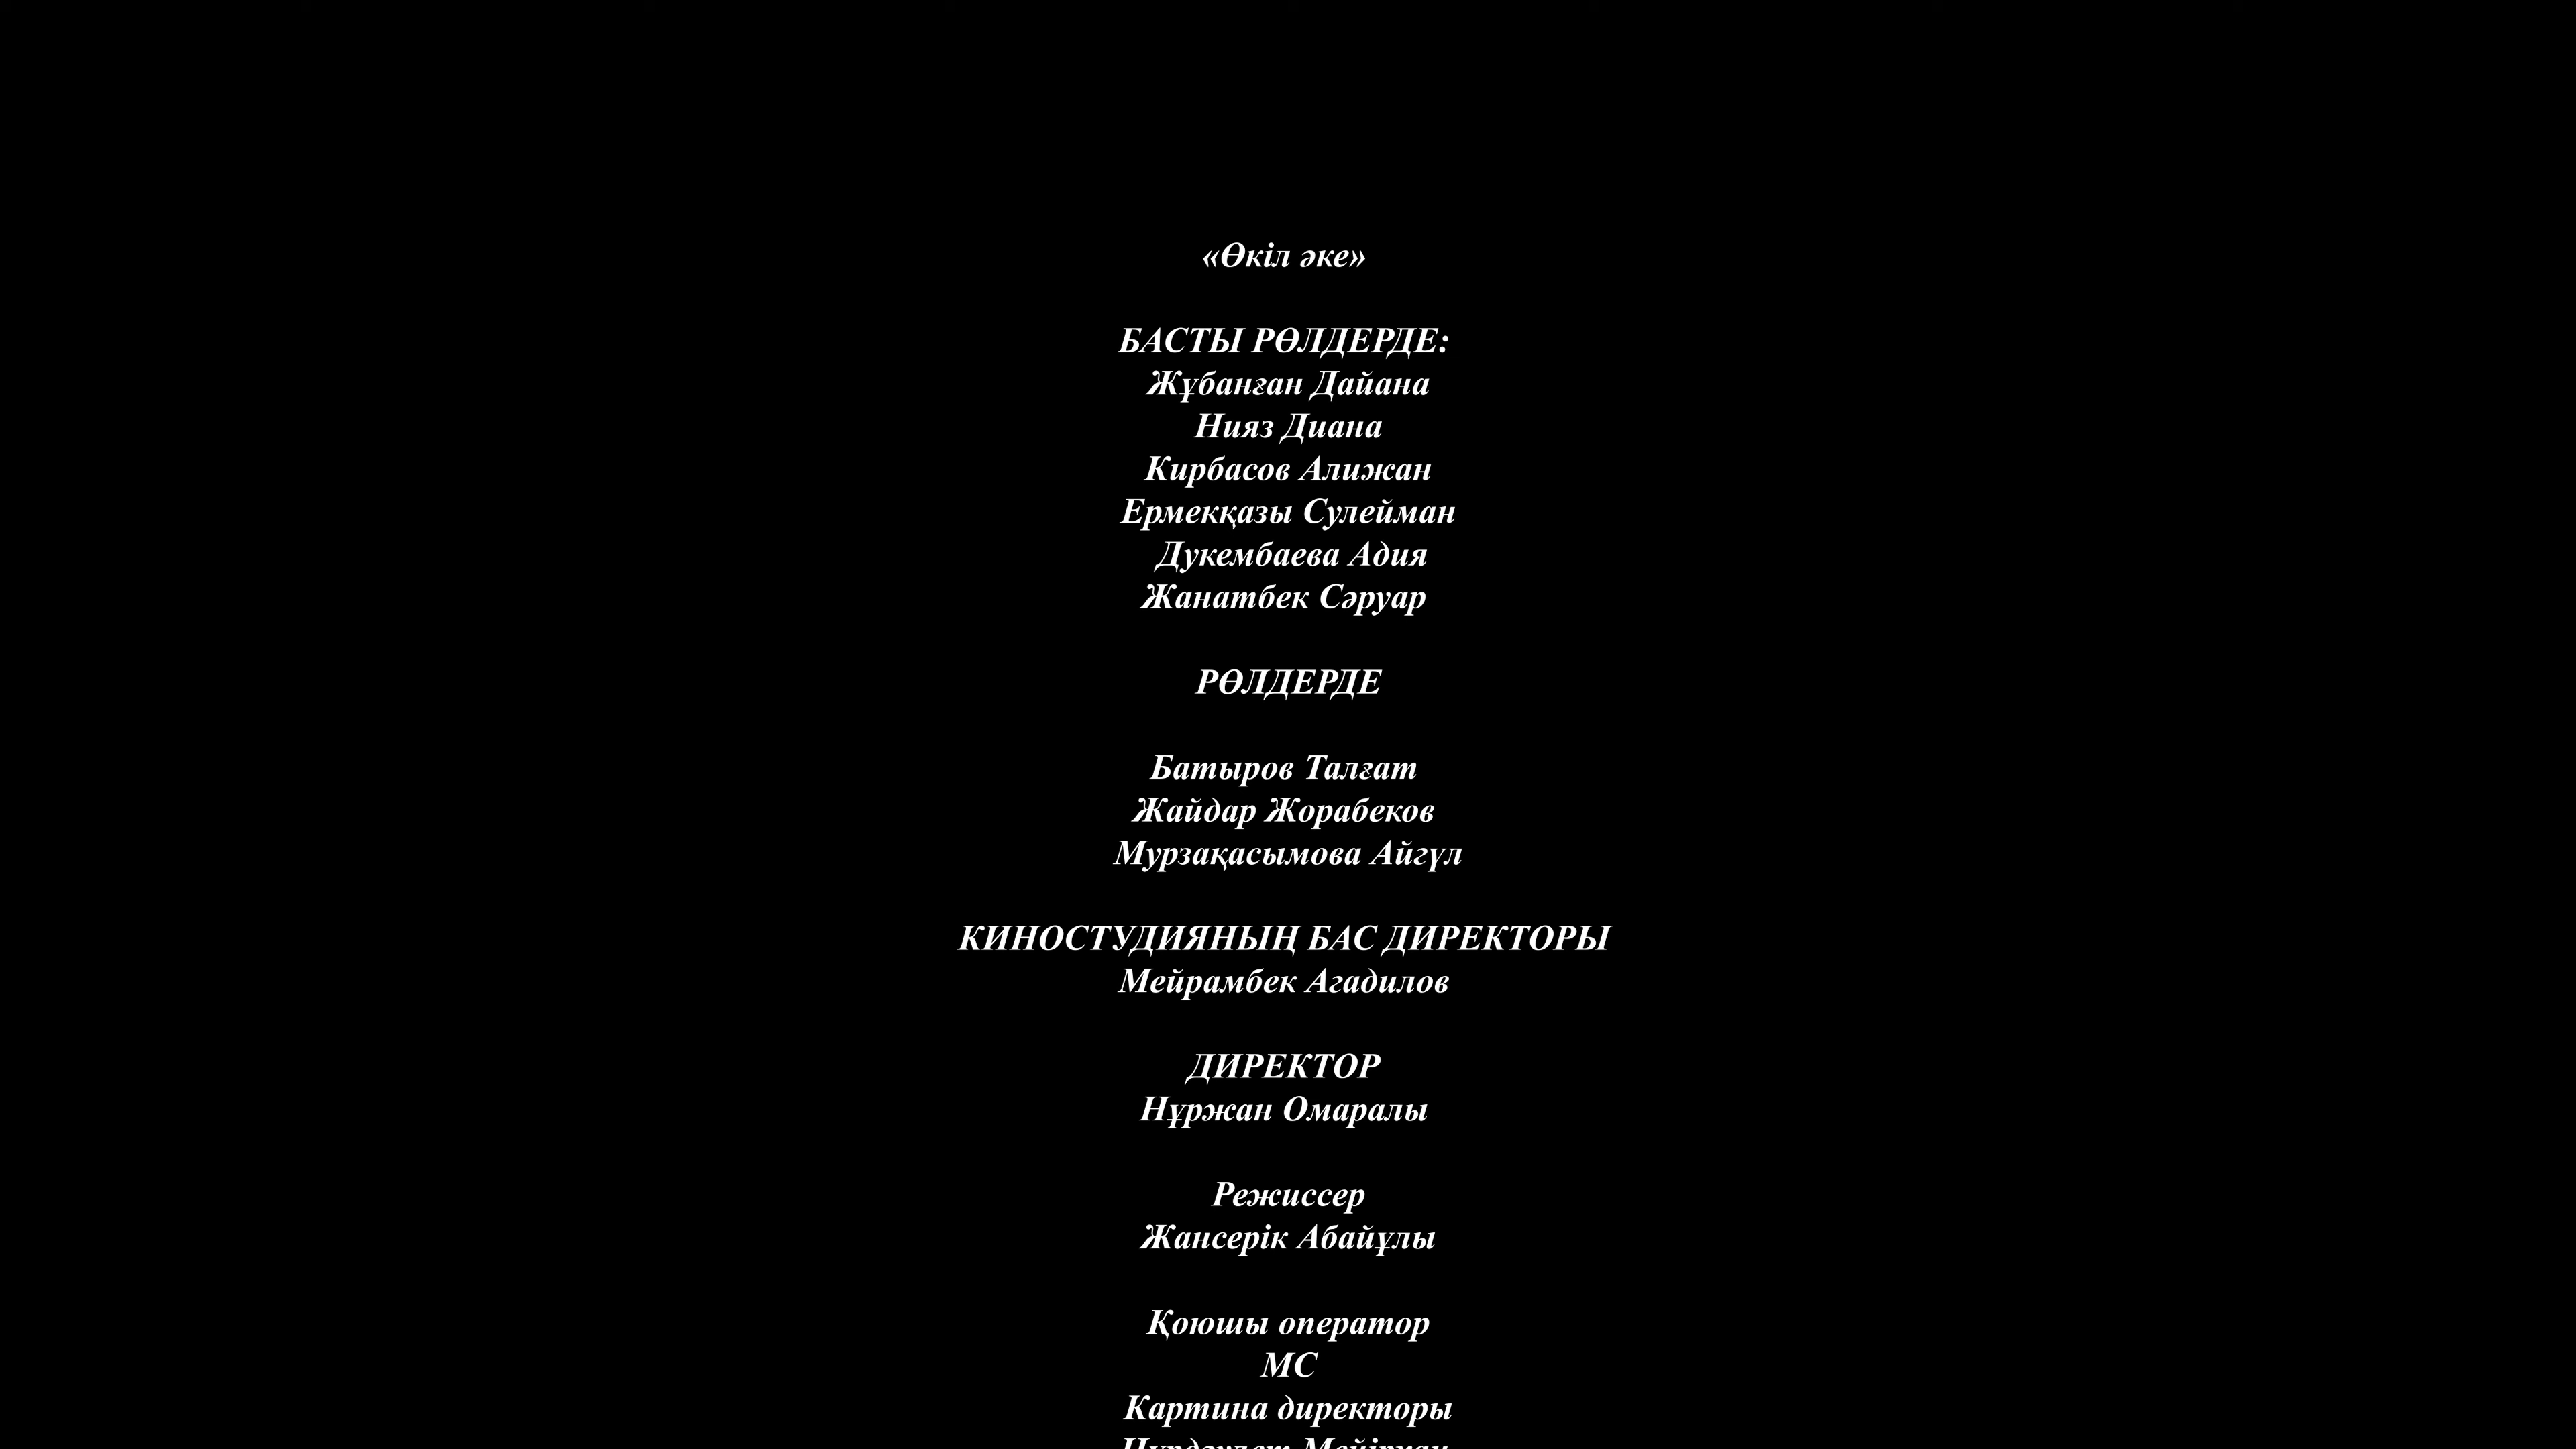 «Өкіл әке»
БАСТЫ РӨЛДЕРДЕ:
Жұбанған Дайана
Нияз Диана
Кирбасов Алижан
Ермекқазы Сулейман
Дукембаева Адия
Жанатбек Сәруар
РӨЛДЕРДЕ
Батыров Талғат
Жайдар Жорабеков
Мурзақасымова Айгүл
КИНОСТУДИЯНЫҢ БАС ДИРЕКТОРЫ
Мейрамбек Агадилов
ДИРЕКТОР
Нұржан Омаралы
Режиссер
Жансерік Абайұлы
Қоюшы оператор
МС
Картина директоры